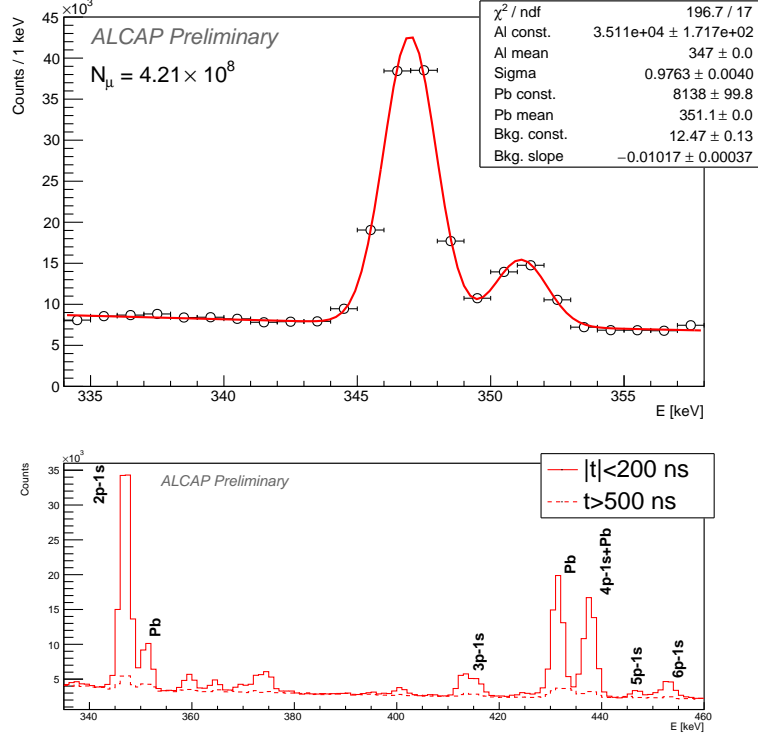 ×10³
45
40
35
30
25
20
15
10
5
0
Counts / 1 keV
ALCAP Preliminary
N_μ = 4.21 × 10⁸
χ² / ndf 196.7 / 17
Al const. 3.511e+04 ± 1.717e+02
Al mean 347 ± 0.0
Sigma 0.9763 ± 0.0040
Pb const. 8138 ± 99.8
Pb mean 351.1 ± 0.0
Bkg. const. 12.47 ± 0.13
Bkg. slope −0.01017 ± 0.00037
335 340 345 350 355
E [keV]
×10³
35
30
25
20
15
10
5
Counts
ALCAP Preliminary
|t|<200 ns
t>500 ns
2p-1s
Pb
3p-1s
Pb
4p-1s+Pb
5p-1s
6p-1s
340 360 380 400 420 440 460
E [keV]